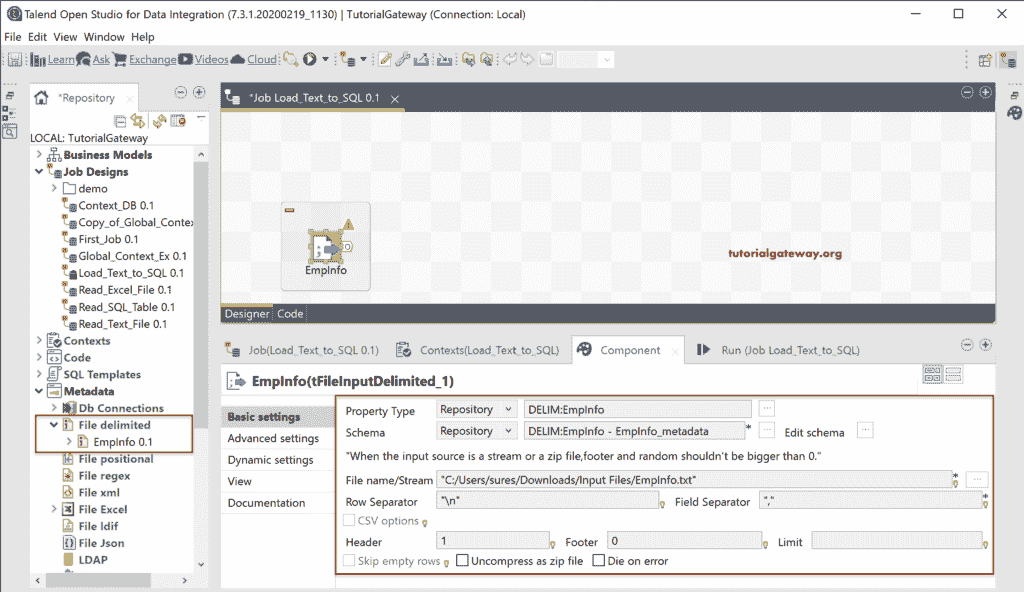 Talend Open Studio for Data Integration (7.3.1.20200219_1130) | TutorialGateway (Connection: Local)
File Edit View Window Help
Learn Ask Exchange Videos Cloud
*Repository
LOCAL: TutorialGateway
Business Models
Job Designs
demo
Context_DB 0.1
Copy_of_Global_Conte
First_Job 0.1
Global_Context_Ex 0.1
Load_Text_to_SQL 0.1
Read_Excel_File 0.1
Read_SQL_Table 0.1
Read_Text_File 0.1
Contexts
Code
SQL Templates
Metadata
Db Connections
File delimited
EmpInfo 0.1
File positional
File regex
File xml
File Excel
File ldif
File Json
LDAP
*Job Load_Text_to_SQL 0.1
EmpInfo
tutorialgateway.org
Designer Code
Job(Load_Text_to_SQL 0.1) Contexts(Load_Text_to_SQL) Component Run (Job Load_Text_to_SQL)
EmpInfo(tFileInputDelimited_1)
Basic settings
Advanced settings
Dynamic settings
View
Documentation
Property Type Repository DELIM:EmpInfo ...
Schema Repository DELIM:EmpInfo - EmpInfo_metadata * ... Edit schema ...
"When the input source is a stream or a zip file,footer and random shouldn't be bigger than 0."
File name/Stream "C:/Users/sures/Downloads/Input Files/EmpInfo.txt" * ...
Row Separator "\n" Field Separator "," *
CSV options
Header 1 Footer 0 Limit
Skip empty rows Uncompress as zip file Die on error